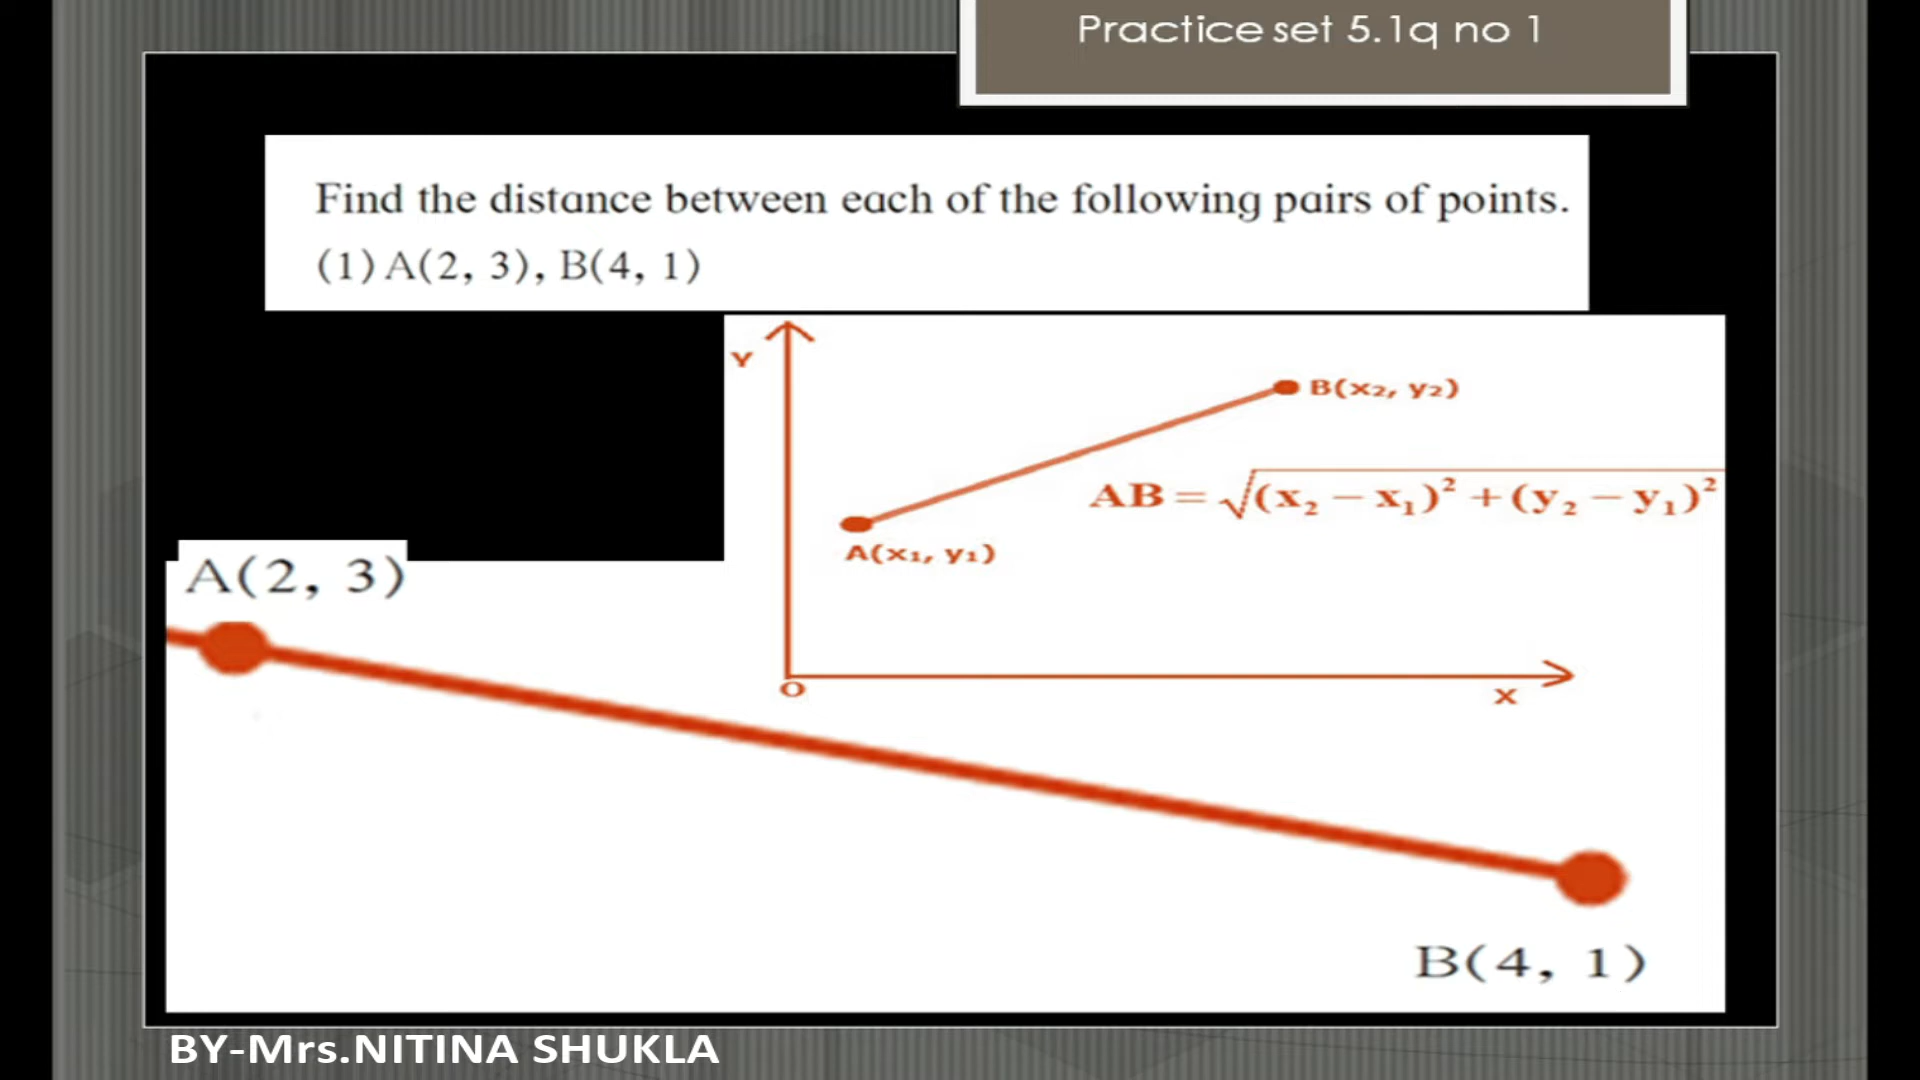 Practice set 5.1q no 1
Find the distance between each of the following pairs of points.
(1) A(2, 3), B(4, 1)
Y
B(x₂, y₂)
AB = √(x₂ − x₁)² + (y₂ − y₁)²
A(x₁, y₁)
A(2, 3)
O
X
B(4, 1)
BY-Mrs.NITINA SHUKLA